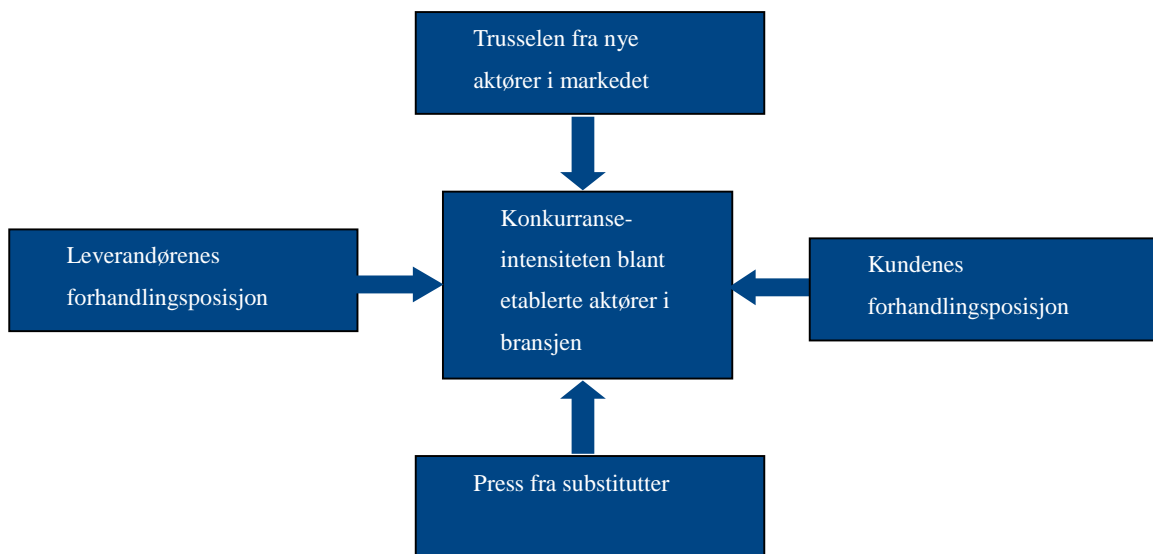 Trusselen fra nye
aktører i markedet
Leverandørenes
forhandlingsposisjon
Konkurranse-
intensiteten blant
etablerte aktører i
bransjen
Kundenes
forhandlingsposisjon
Press fra substitutter